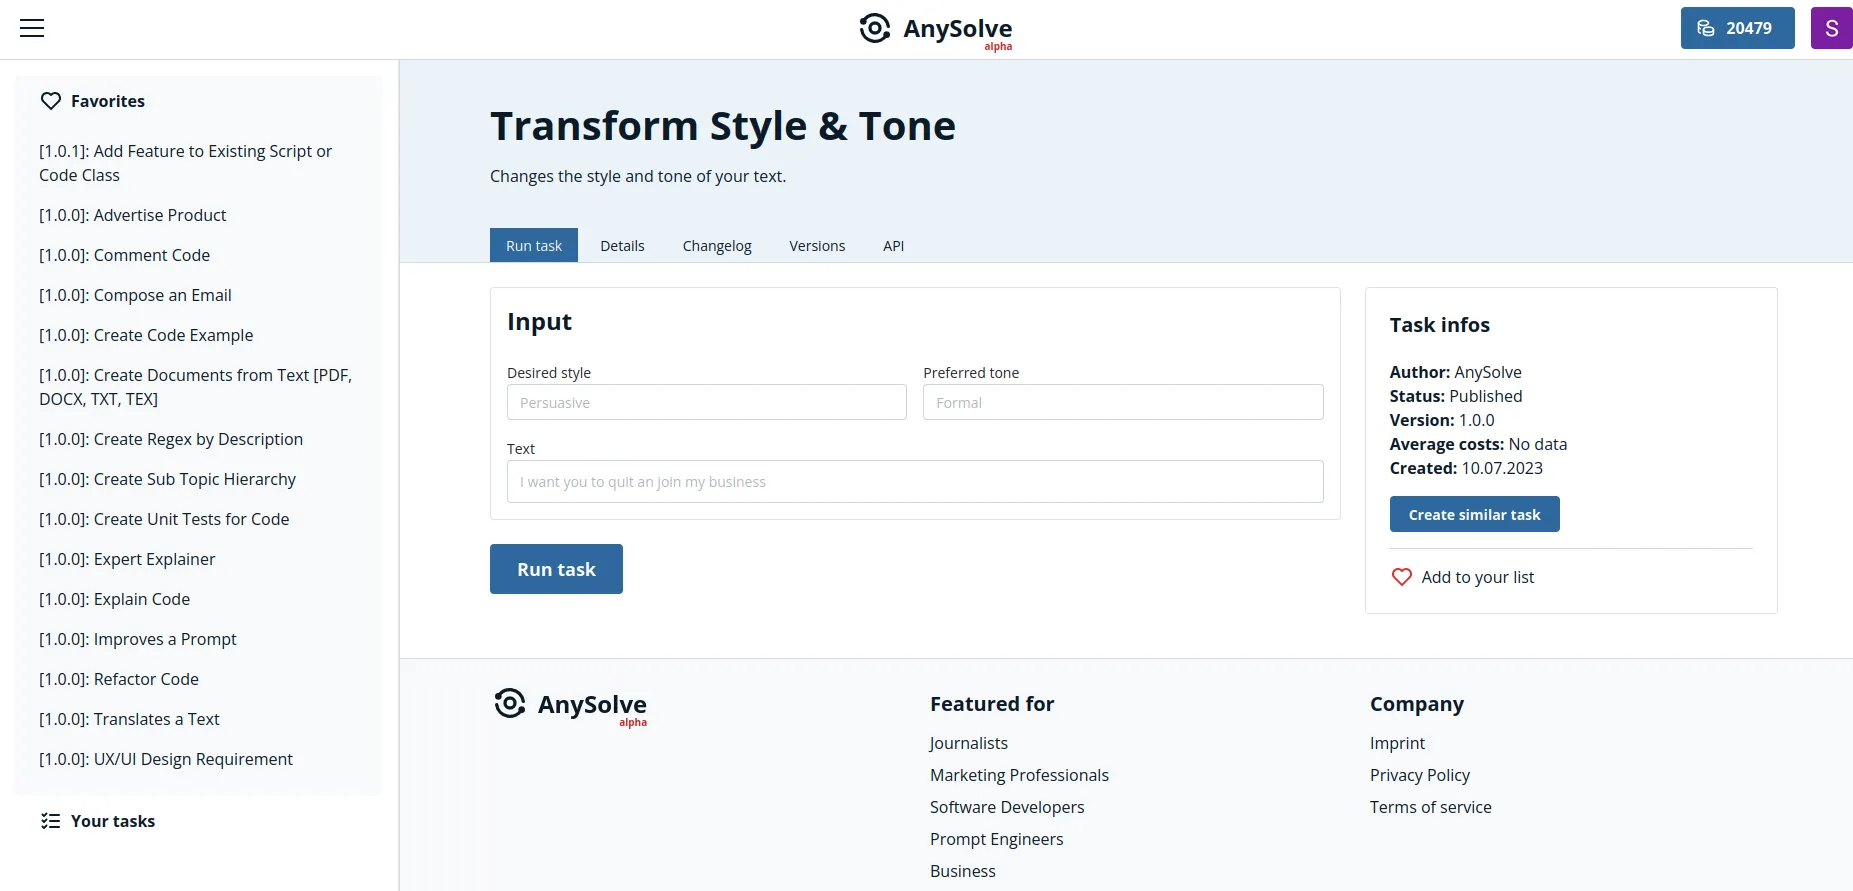 AnySolve
alpha
20479
S
Favorites
[1.0.1]: Add Feature to Existing Script or
Code Class
[1.0.0]: Advertise Product
[1.0.0]: Comment Code
[1.0.0]: Compose an Email
[1.0.0]: Create Code Example
[1.0.0]: Create Documents from Text [PDF,
DOCX, TXT, TEX]
[1.0.0]: Create Regex by Description
[1.0.0]: Create Sub Topic Hierarchy
[1.0.0]: Create Unit Tests for Code
[1.0.0]: Expert Explainer
[1.0.0]: Explain Code
[1.0.0]: Improves a Prompt
[1.0.0]: Refactor Code
[1.0.0]: Translates a Text
[1.0.0]: UX/UI Design Requirement
Your tasks
Transform Style & Tone
Changes the style and tone of your text.
Run task Details Changelog Versions API
Input
Desired style
Persuasive
Preferred tone
Formal
Text
I want you to quit an join my business
Run task
Task infos
Author: AnySolve
Status: Published
Version: 1.0.0
Average costs: No data
Created: 10.07.2023
Create similar task
Add to your list
AnySolve
alpha
Featured for
Journalists
Marketing Professionals
Software Developers
Prompt Engineers
Business
Company
Imprint
Privacy Policy
Terms of service